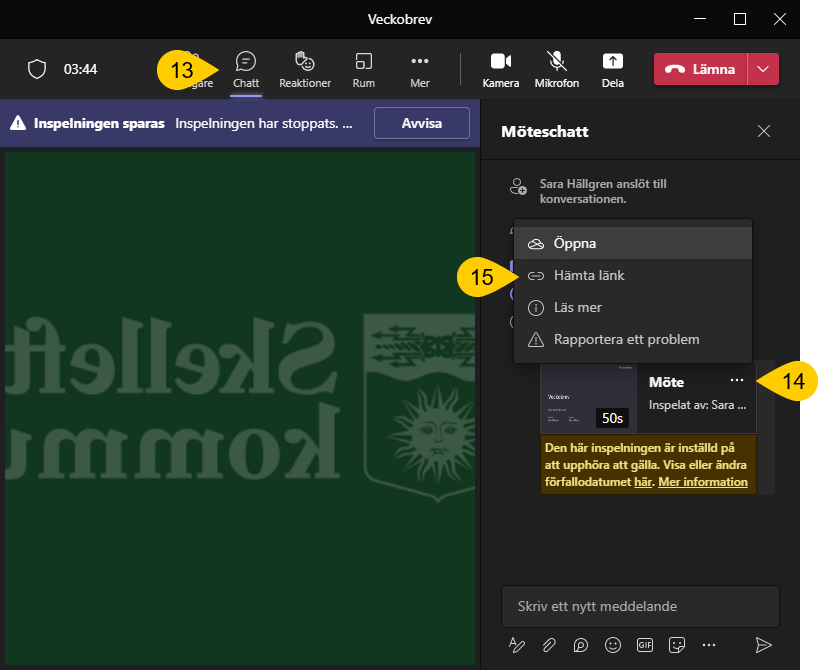 Veckobrev
03:44
13
Chatt
Reaktioner
Rum
Mer
Kamera
Mikrofon
Dela
Lämna
Inspelningen sparas Inspelningen har stoppats. ...
Avvisa
Möteschatt
Sara Hällgren anslöt till
konversationen.
Öppna
15
Hämta länk
Läs mer
Rapportera ett problem
Veckobrev
50s
Möte
Inspelat av: Sara ...
14
Den här inspelningen är inställd på
att upphöra att gälla. Visa eller ändra
förfallodatumet här. Mer information
Skelleft
kommu
Skriv ett nytt meddelande
GIF